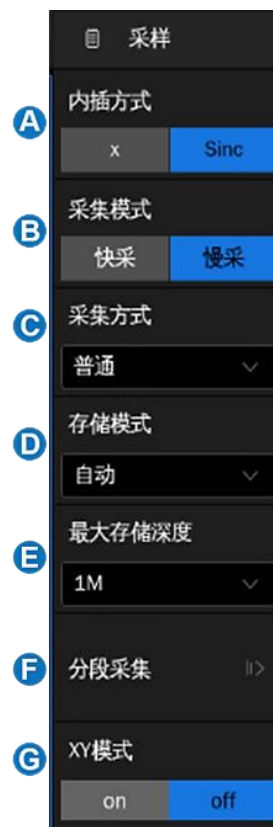 采样
A
内插方式
x Sinc
B
采集模式
快采 慢采
C
采集方式
普通
D
存储模式
自动
E
最大存储深度
1M
F
分段采集
G
XY模式
on off